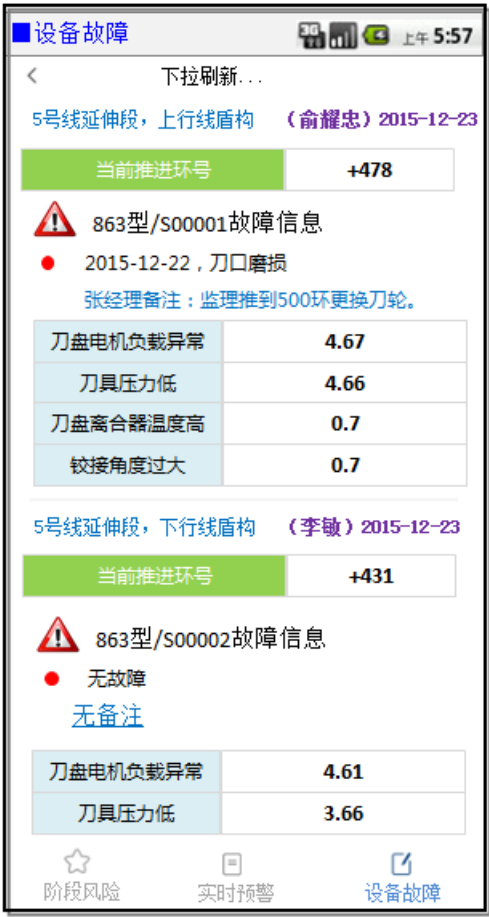 设备故障 3G 上午 5:57
下拉刷新...
5号线延伸段，上行线盾构 （俞耀忠）2015-12-23
当前推进环号 +478
863型/S00001故障信息
2015-12-22，刀口磨损
张经理备注：监理推到500环更换刀轮。
刀盘电机负载异常 4.67
刀具压力低 4.66
刀盘离合器温度高 0.7
铰接角度过大 0.7
5号线延伸段，下行线盾构 （李敏）2015-12-23
当前推进环号 +431
863型/S00002故障信息
无故障
无备注
刀盘电机负载异常 4.61
刀具压力低 3.66
阶段风险 实时预警 设备故障